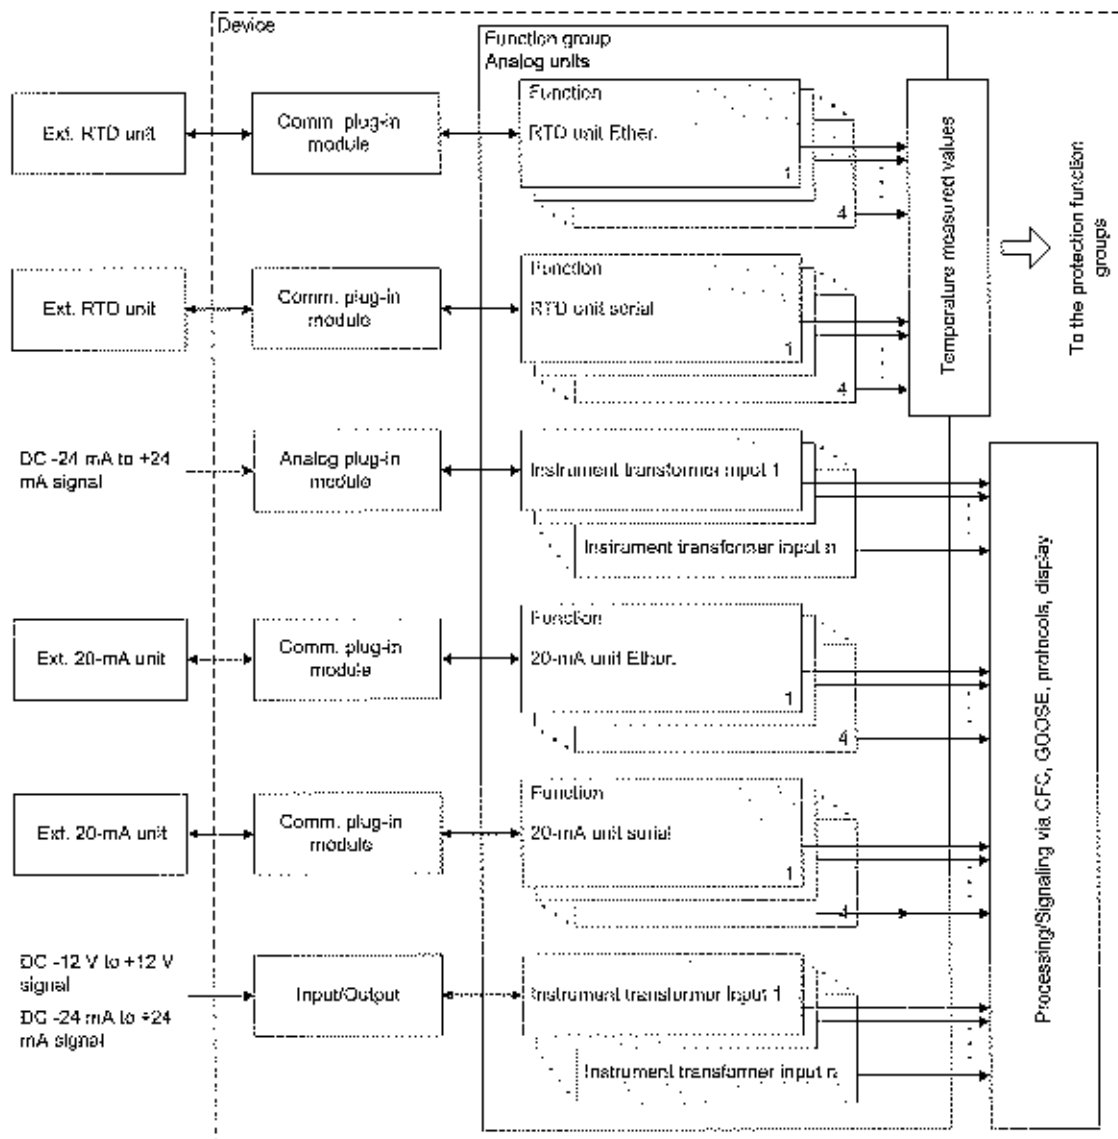 Device
Function group
Analog units
Ext. RTD unit
Comm. plug-in
module
Function
RTD unit Ether.
1
4
Ext. RTD unit
Comm. plug-in
module
Function
RTD unit serial
1
4
Temperature measured values
To the protection function
groups
DC -24 mA to +24
mA signal
Analog plug-in
module
Instrument transformer input 1
Instrument transformer input n
Ext. 20-mA unit
Comm. plug-in
module
Function
20-mA unit Ether.
1
4
Ext. 20-mA unit
Comm. plug-in
module
Function
20-mA unit serial
1
4
DC -12 V to +12 V
signal
DC -24 mA to +24
mA signal
Input/Output
Instrument transformer Input 1
Instrument transformer input n
Processing/Signaling via CFC, GOOSE, protocols, display